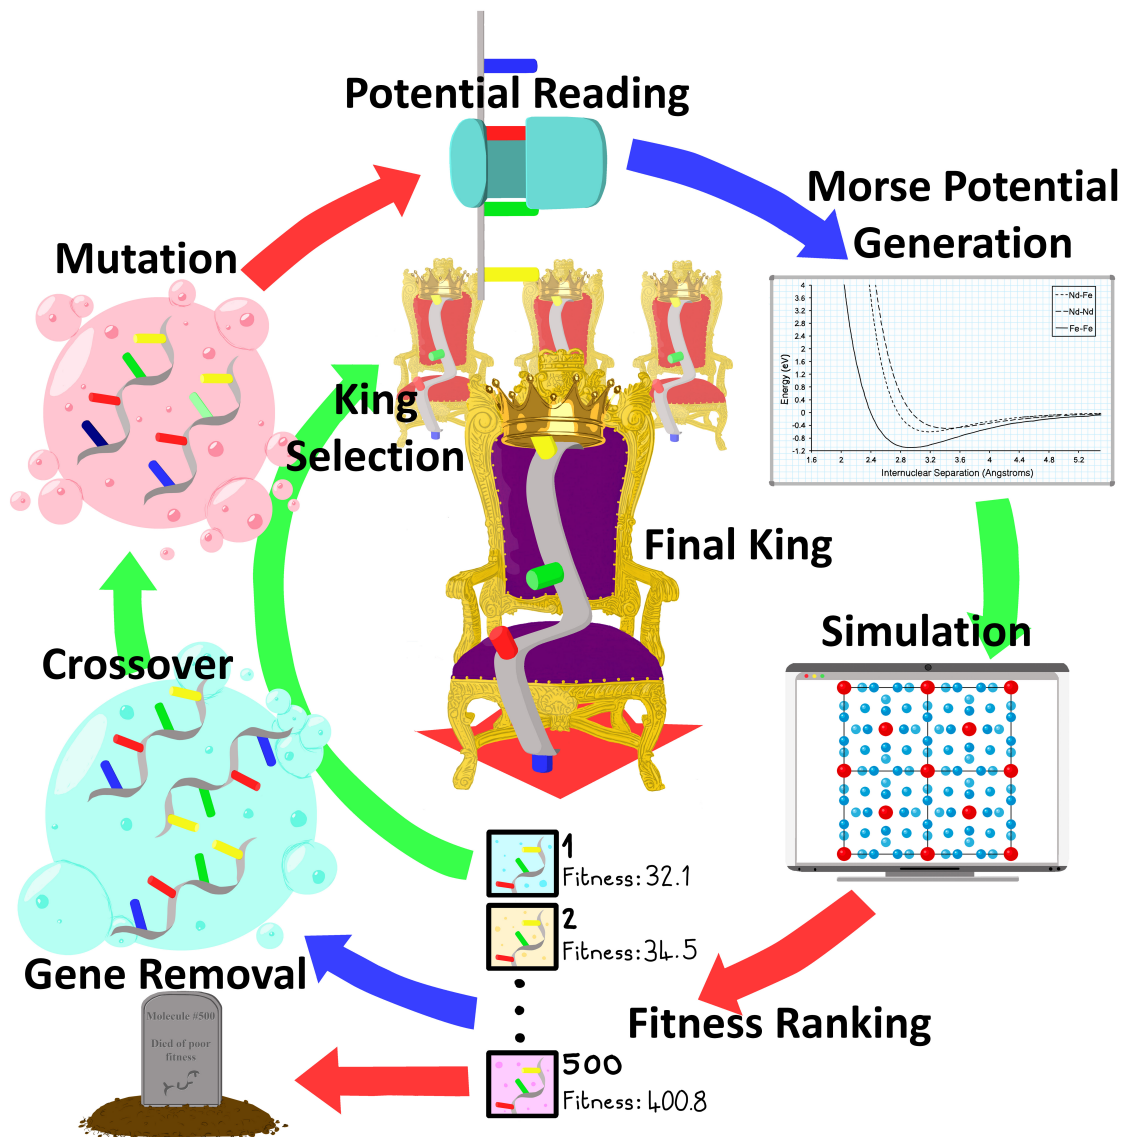 Potential Reading
Morse Potential
Generation
Mutation
4
3.6
3.2
2.8
2.4
2
1.6
1.2
0.8
0.4
0
-0.4
-0.8
-1.2
Energy (eV)
Nd-Fe
Nd-Nd
Fe-Fe
1.6 2 2.4 2.8 3.2 3.6 4 4.4 4.8 5.2
Internuclear Separation (Angstroms)
King
Selection
Final King
Simulation
Crossover
1
Fitness: 32.1
2
Fitness: 34.5
Gene Removal
Fitness Ranking
Molecule #500
Died of poor
fitness
500
Fitness: 400.8